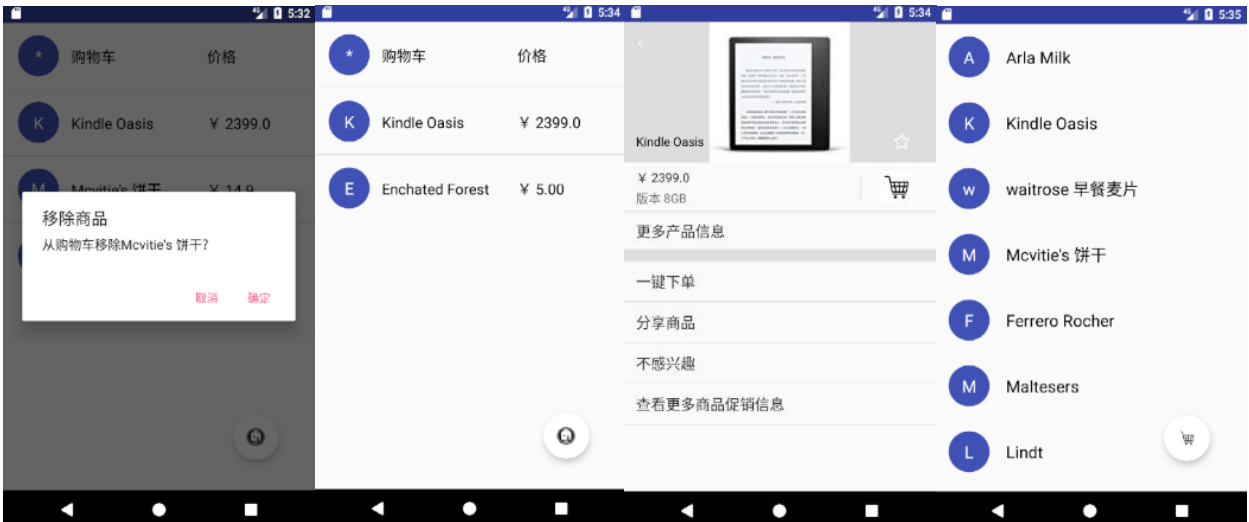 5:32
* 购物车 价格
K Kindle Oasis ¥ 2399.0
M Mcvitie's 饼干 ¥ 14.9
移除商品
从购物车移除Mcvitie's 饼干?
取消 确定
5:34
* 购物车 价格
K Kindle Oasis ¥ 2399.0
E Enchated Forest ¥ 5.00
5:34
Kindle Oasis
¥ 2399.0
版本 8GB
更多产品信息
一键下单
分享商品
不感兴趣
查看更多商品促销信息
5:35
A Arla Milk
K Kindle Oasis
w waitrose 早餐麦片
M Mcvitie's 饼干
F Ferrero Rocher
M Maltesers
L Lindt